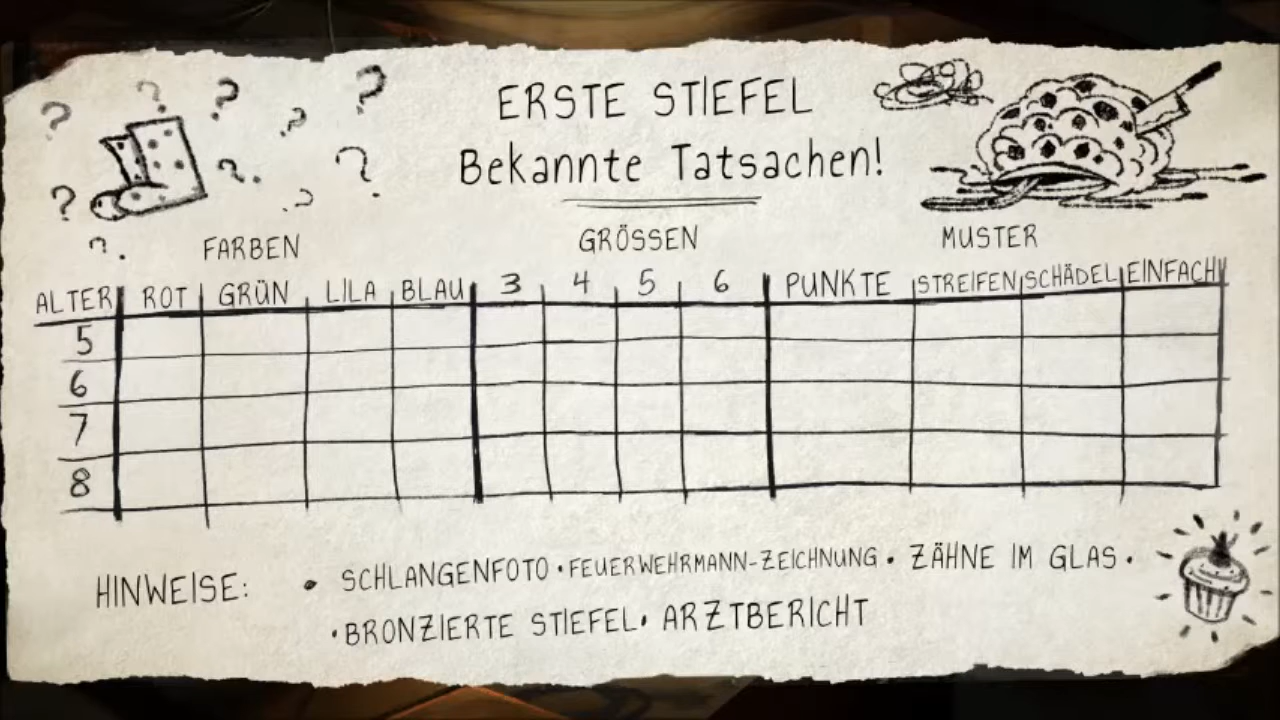 ERSTE STIEFEL
Bekannte Tatsachen!
FARBEN GRÖSSEN MUSTER
ALTER ROT GRÜN LILA BLAU 3 4 5 6 PUNKTE STREIFEN SCHÄDEL EINFACH
5
6
7
8
HINWEISE: • SCHLANGENFOTO • FEUERWEHRMANN-ZEICHNUNG • ZÄHNE IM GLAS •
• BRONZIERTE STIEFEL • ARZTBERICHT